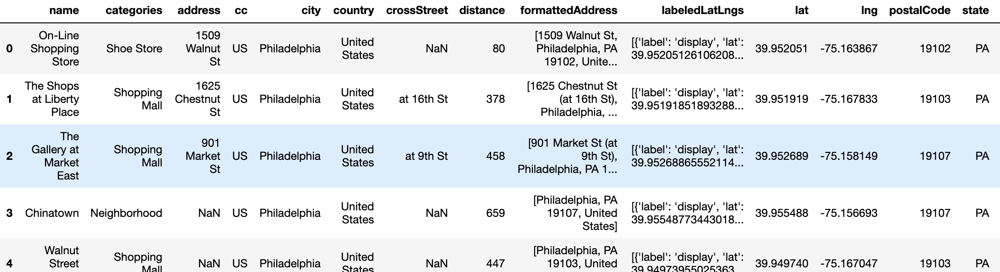 name categories address cc city country crossStreet distance formattedAddress labeledLatLngs lat lng postalCode state
On-Line 1509 [1509 Walnut St,
0 Shopping Shoe Store Walnut US Philadelphia United States NaN 80 Philadelphia, PA [{'label': 'display', 'lat': 39.95205126106208... 39.952051 -75.163867 19102 PA
Store St 19102, Unite...
The Shops 1625 [1625 Chestnut St
1 at Liberty Shopping Mall Chestnut US Philadelphia United States at 16th St 378 (at 16th St), [{'label': 'display', 'lat': 39.95191851893288... 39.951919 -75.167833 19103 PA
Place St Philadelphia, ...
The
Gallery at 901 [901 Market St (at
2 Market Shopping Mall Market US Philadelphia United States at 9th St 458 9th St), [{'label': 'display', 'lat': 39.95268865552114... 39.952689 -75.158149 19107 PA
East St Philadelphia, PA 1...
[Philadelphia, PA
3 Chinatown Neighborhood NaN US Philadelphia United States NaN 659 19107, United [{'label': 'display', 'lat': 39.95548773443018... 39.955488 -75.156693 19107 PA
States]
Walnut [Philadelphia, PA
4 Street Shopping Mall NaN US Philadelphia United States NaN 447 19103, United [{'label': 'display', 'lat': 39.94973955025363... 39.949740 -75.167047 19103 PA